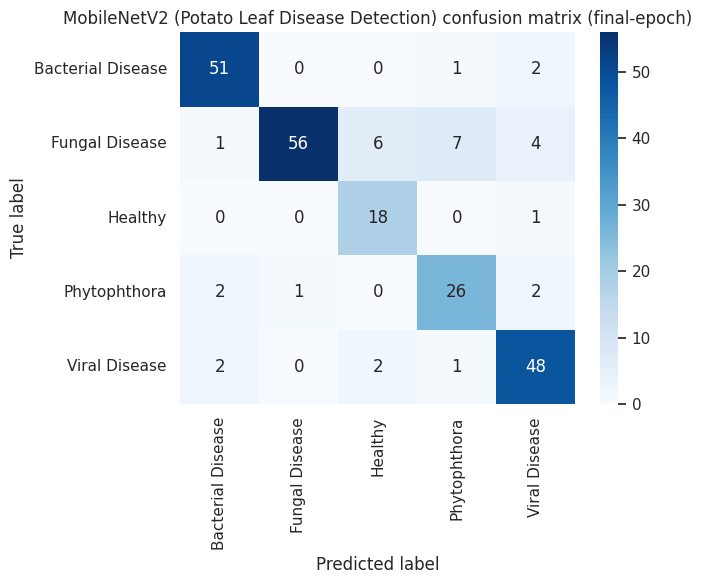 MobileNetV2 (Potato Leaf Disease Detection) confusion matrix (final-epoch)
True label
Bacterial Disease 51 0 0 1 2
Fungal Disease 1 56 6 7 4
Healthy 0 0 18 0 1
Phytophthora 2 1 0 26 2
Viral Disease 2 0 2 1 48
Bacterial Disease
Fungal Disease
Healthy
Phytophthora
Viral Disease
Predicted label
50
40
30
20
10
0